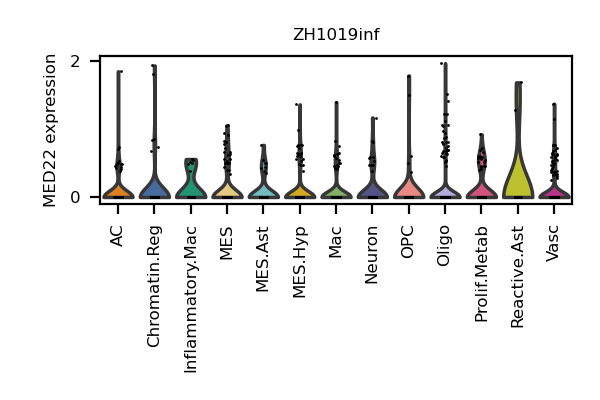 ZH1019inf
MED22 expression
2
0
AC
Chromatin.Reg
Inflammatory.Mac
MES
MES.Ast
MES.Hyp
Mac
Neuron
OPC
Oligo
Prolif.Metab
Reactive.Ast
Vasc